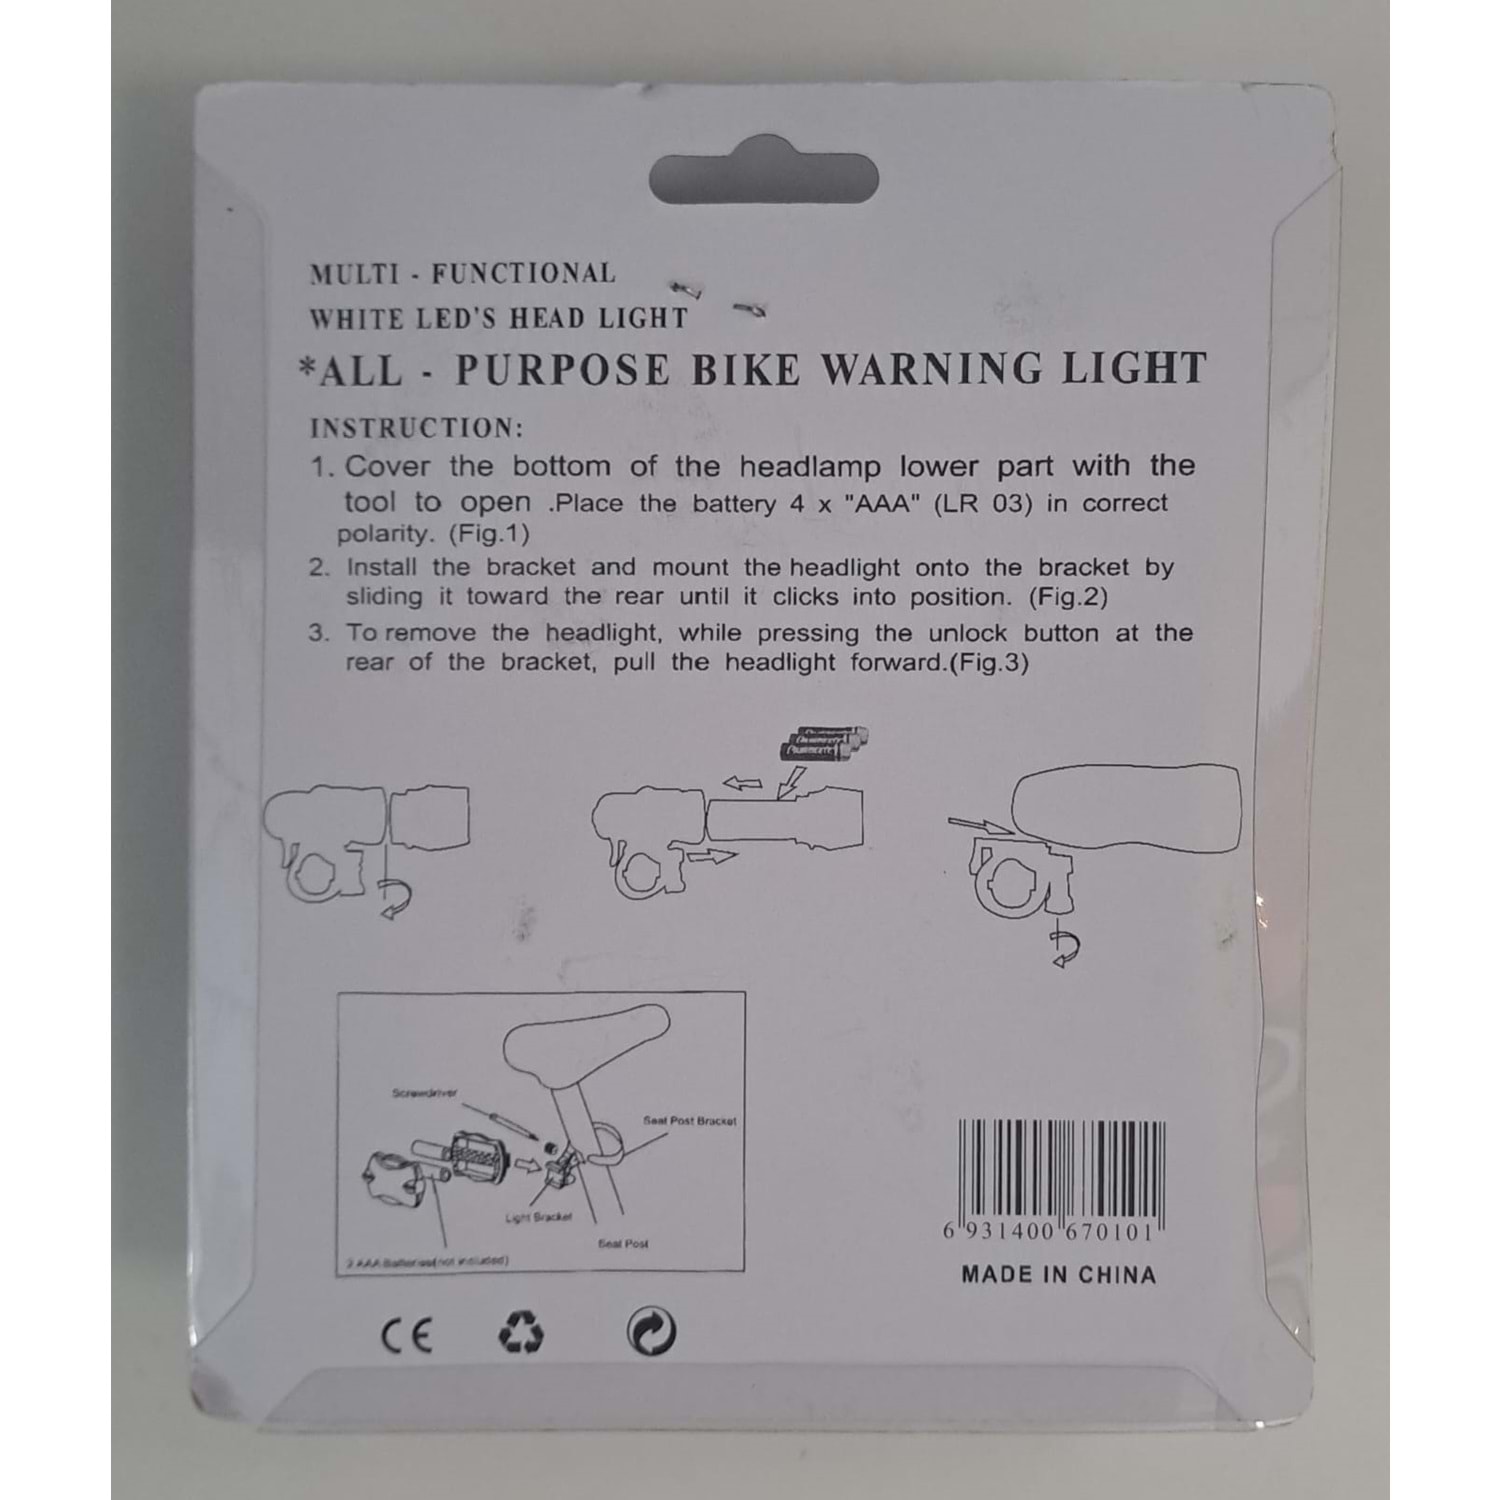 MULTI - FUNCTIONAL
WHITE LED'S HEAD LIGHT
*ALL - PURPOSE BIKE WARNING LIGHT
INSTRUCTION:
1. Cover the bottom of the headlamp lower part with the
tool to open .Place the battery 4 x "AAA" (LR 03) in correct
polarity. (Fig.1)
2. Install the bracket and mount the headlight onto the bracket by
sliding it toward the rear until it clicks into position. (Fig.2)
3. To remove the headlight, while pressing the unlock button at the
rear of the bracket, pull the headlight forward.(Fig.3)
Screwdriver
Seat Post Bracket
Light Bracket
Seat Post
2 AAA Batteries(not included)
6 931400 670101
MADE IN CHINA
CE